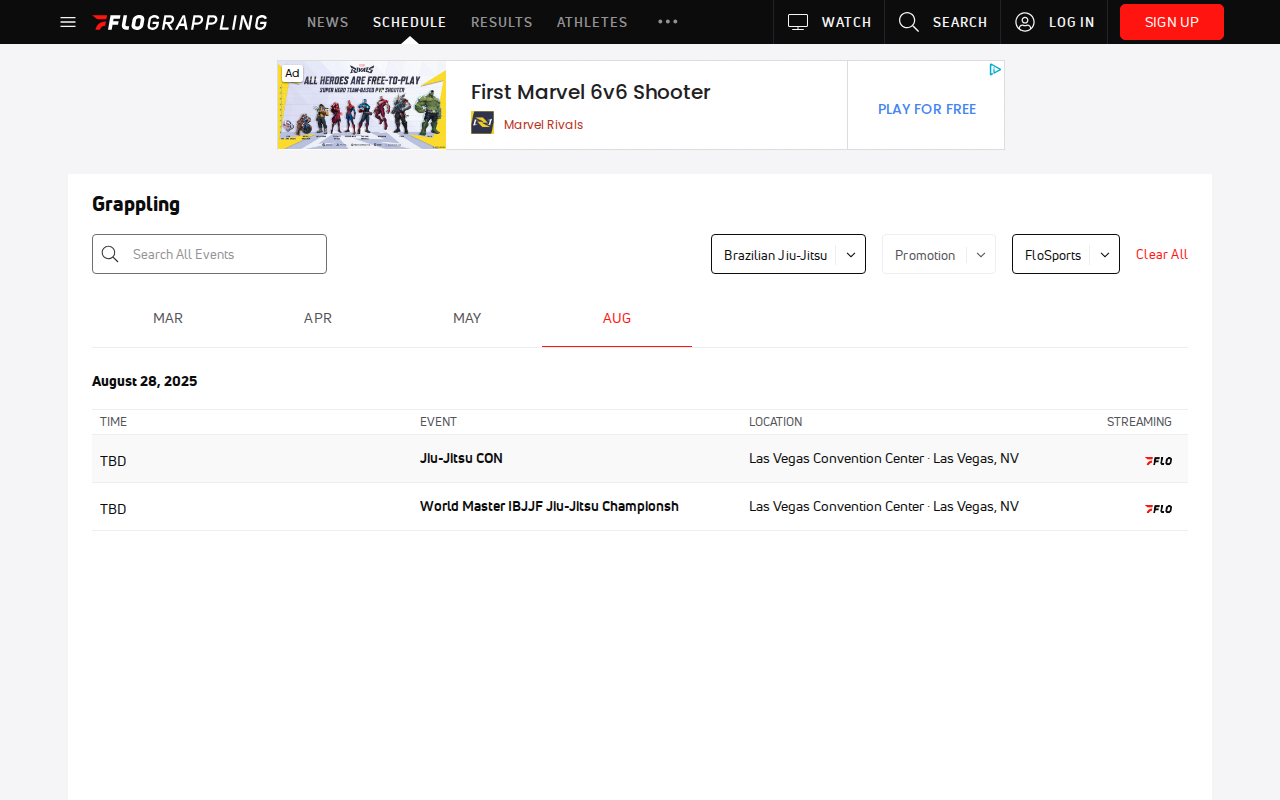 FLOGRAPPLING
NEWS
SCHEDULE
RESULTS
ATHLETES
WATCH
SEARCH
LOG IN
SIGN UP
Ad
RIVALS
ALL HEROES ARE FREE-TO-PLAY
SUPER HERO TEAM-BASED PVP SHOOTER
First Marvel 6v6 Shooter
Marvel Rivals
PLAY FOR FREE
Grappling
Search All Events
Brazilian Jiu-Jitsu
Promotion
FloSports
Clear All
MAR
APR
MAY
AUG
August 28, 2025
TIME EVENT LOCATION STREAMING
TBD Jiu-Jitsu CON Las Vegas Convention Center · Las Vegas, NV FLO
TBD World Master IBJJF Jiu-Jitsu Championsh Las Vegas Convention Center · Las Vegas, NV FLO